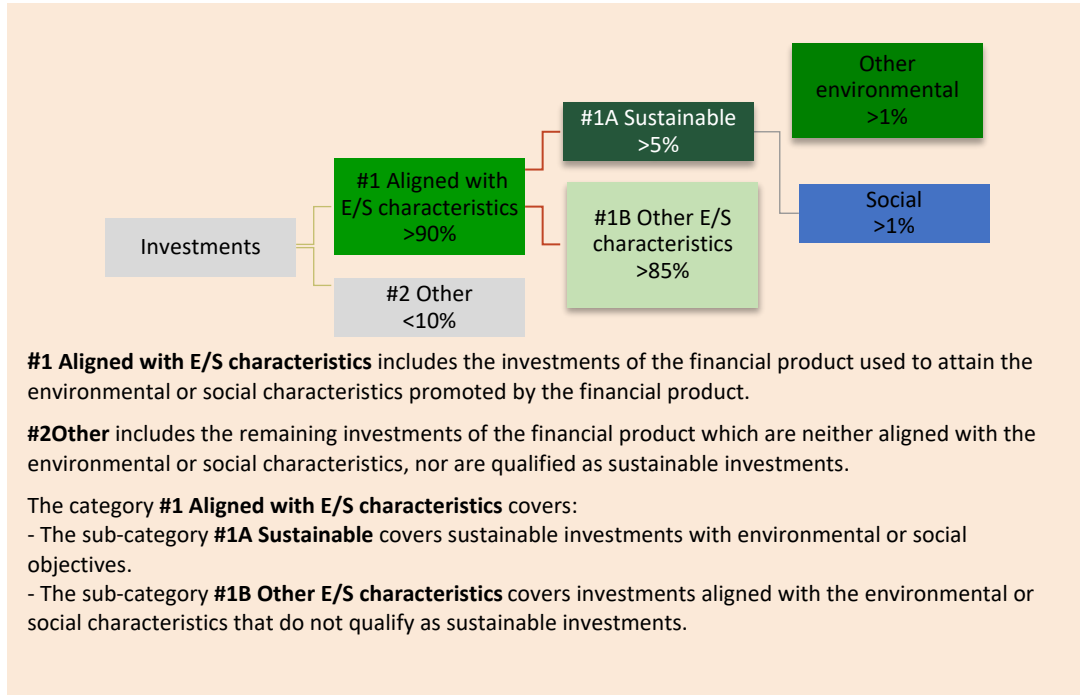 Investments
#1 Aligned with
E/S characteristics
>90%
#2 Other
<10%
#1A Sustainable
>5%
#1B Other E/S
characteristics
>85%
Other
environmental
>1%
Social
>1%
#1 Aligned with E/S characteristics includes the investments of the financial product used to attain the
environmental or social characteristics promoted by the financial product.
#2Other includes the remaining investments of the financial product which are neither aligned with the
environmental or social characteristics, nor are qualified as sustainable investments.
The category #1 Aligned with E/S characteristics covers:
- The sub-category #1A Sustainable covers sustainable investments with environmental or social
objectives.
- The sub-category #1B Other E/S characteristics covers investments aligned with the environmental or
social characteristics that do not qualify as sustainable investments.